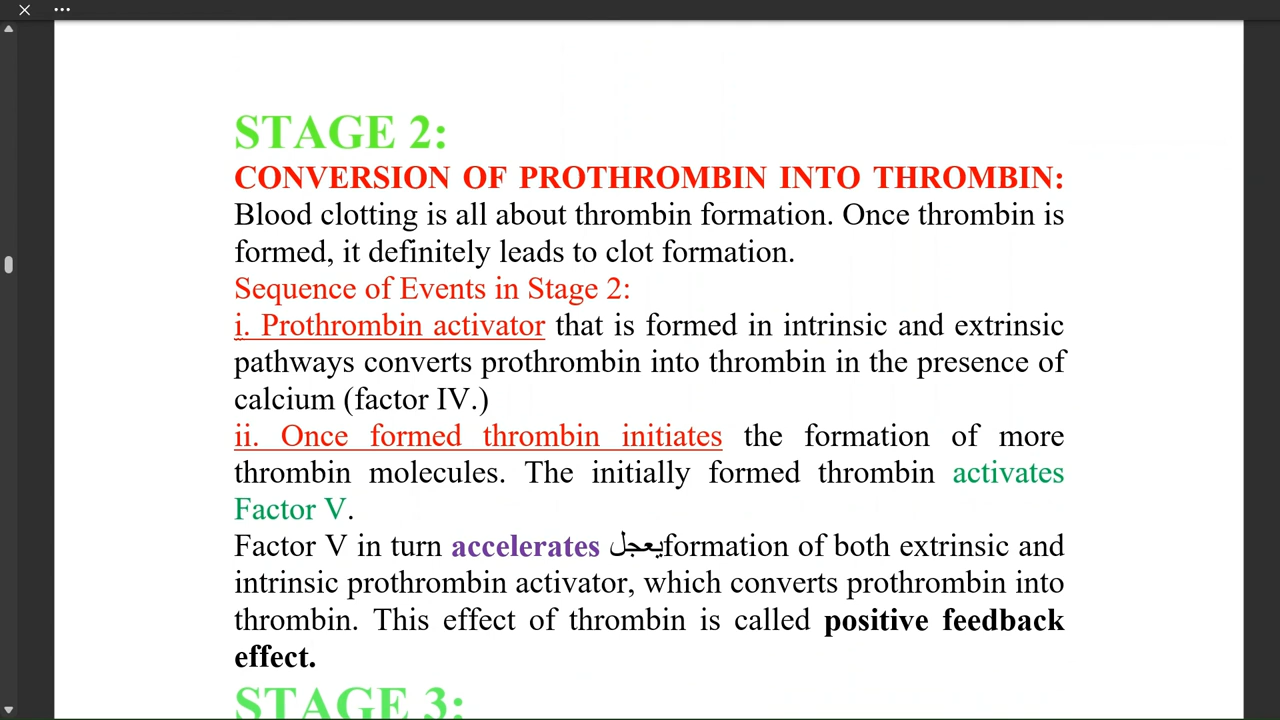 STAGE 2:
CONVERSION OF PROTHROMBIN INTO THROMBIN:
Blood clotting is all about thrombin formation. Once thrombin is
formed, it definitely leads to clot formation.
Sequence of Events in Stage 2:
i. Prothrombin activator that is formed in intrinsic and extrinsic
pathways converts prothrombin into thrombin in the presence of
calcium (factor IV.)
ii. Once formed thrombin initiates the formation of more
thrombin molecules. The initially formed thrombin activates
Factor V.
Factor V in turn accelerates يعجل formation of both extrinsic and
intrinsic prothrombin activator, which converts prothrombin into
thrombin. This effect of thrombin is called positive feedback
effect.
STAGE 3: